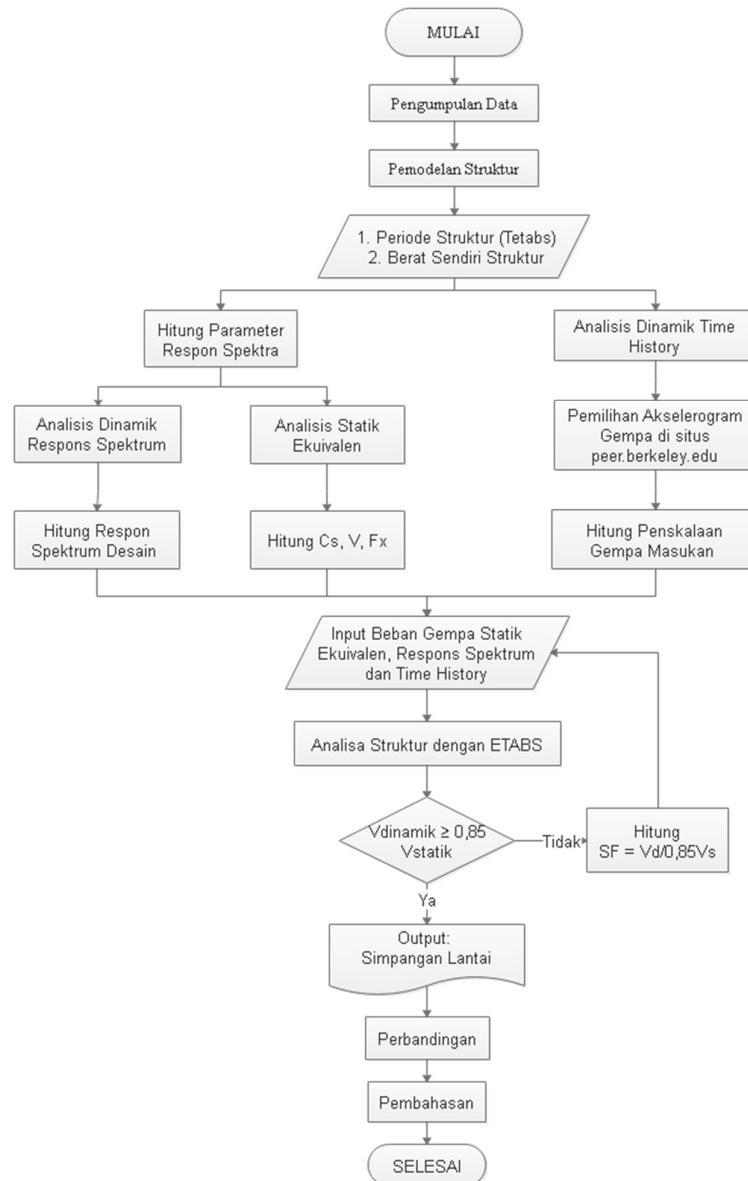 MULAI
Pengumpulan Data
Pemodelan Struktur
1. Periode Struktur (Tetabs)
2. Berat Sendiri Struktur
Hitung Parameter
Respon Spektra
Analisis Dinamik Time
History
Analisis Dinamik
Respons Spektrum
Analisis Statik
Ekuivalen
Pemilihan Akselerogram
Gempa di situs
peer.berkeley.edu
Hitung Respon
Spektrum Desain
Hitung Cs, V, Fx
Hitung Penskalaan
Gempa Masukan
Input Beban Gempa Statik
Ekuivalen, Respons Spektrum
dan Time History
Analisa Struktur dengan ETABS
Vdinamik ≥ 0,85
Vstatik
Tidak
Hitung
SF = Vd/0,85Vs
Ya
Output:
Simpangan Lantai
Perbandingan
Pembahasan
SELESAI